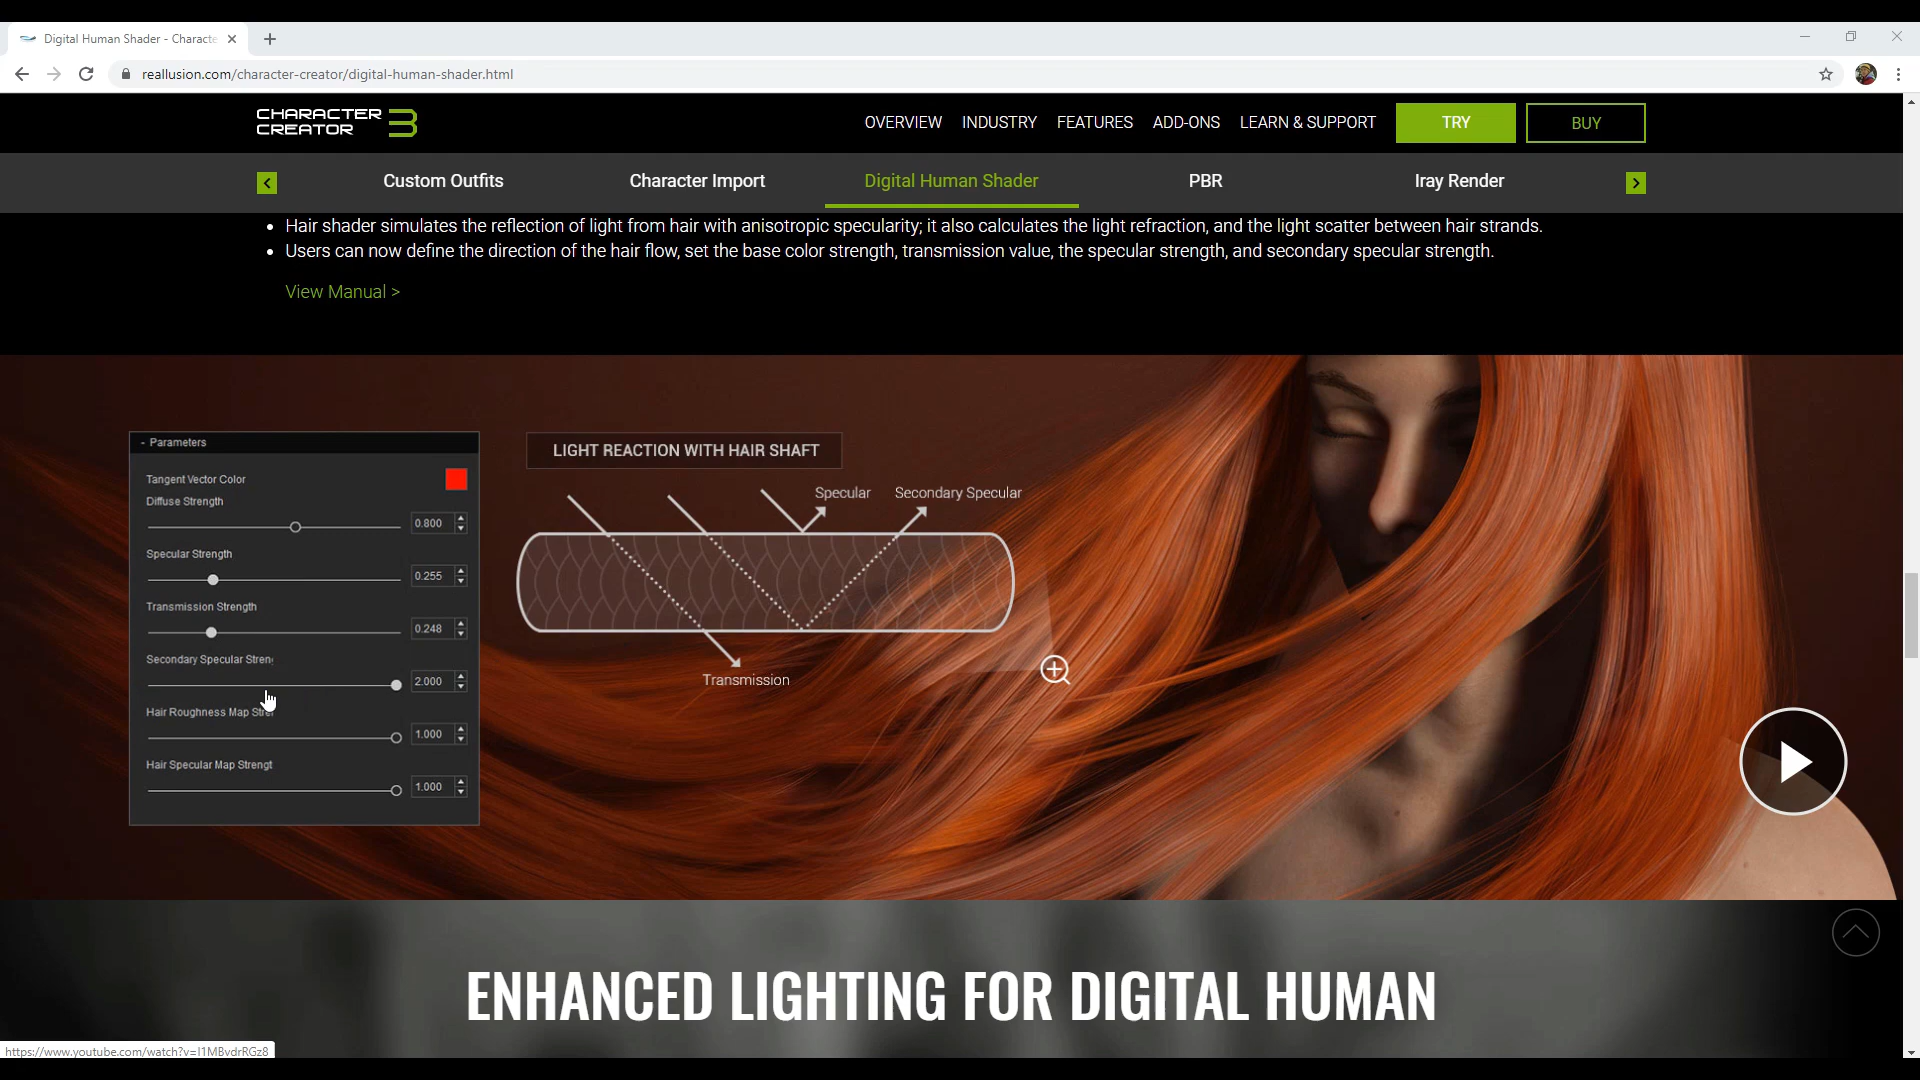 Digital Human Shader - Characte
reallusion.com/character-creator/digital-human-shader.html
CHARACTER
CREATOR 3
OVERVIEW INDUSTRY FEATURES ADD-ONS LEARN & SUPPORT TRY BUY
Custom Outfits Character Import Digital Human Shader PBR Iray Render
• Hair shader simulates the reflection of light from hair with anisotropic specularity; it also calculates the light refraction, and the light scatter between hair strands.
• Users can now define the direction of the hair flow, set the base color strength, transmission value, the specular strength, and secondary specular strength.
View Manual >
- Parameters
Tangent Vector Color
Diffuse Strength
0.800
Specular Strength
0.255
Transmission Strength
0.248
Secondary Specular Streng
2.000
Hair Roughness Map Stren
1.000
Hair Specular Map Strengt
1.000
LIGHT REACTION WITH HAIR SHAFT
Specular Secondary Specular
Transmission
ENHANCED LIGHTING FOR DIGITAL HUMAN
https://www.youtube.com/watch?v=I1MBvdrRGz8